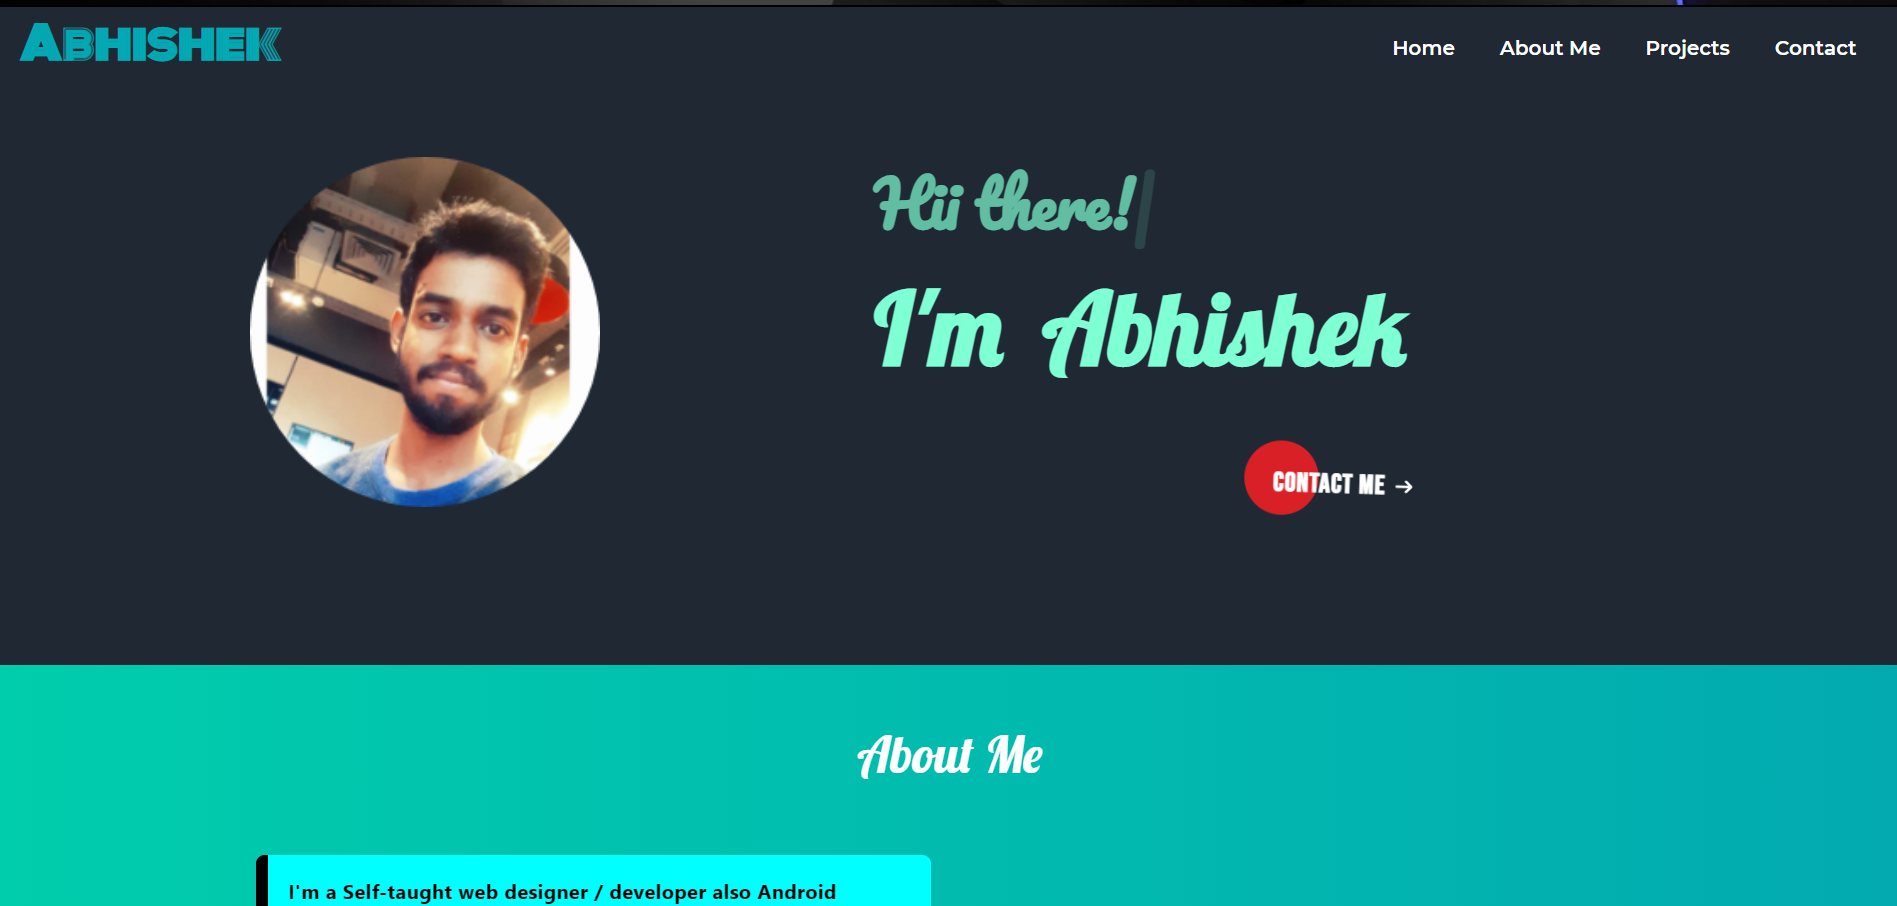 ABHISHEK
Home About Me Projects Contact
Hii there!
I'm Abhishek
CONTACT ME →
About Me
I'm a Self-taught web designer / developer also Android